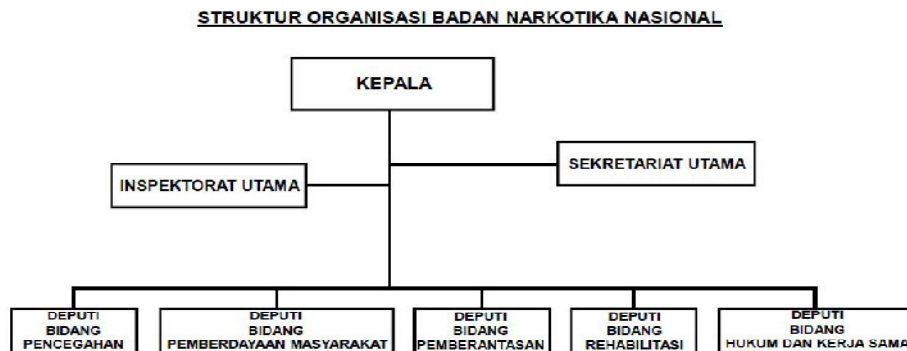 STRUKTUR ORGANISASI BADAN NARKOTIKA NASIONAL
KEPALA
SEKRETARIAT UTAMA
INSPEKTORAT UTAMA
DEPUTI
BIDANG
PENCEGAHAN
DEPUTI
BIDANG
PEMBERDAYAAN MASYARAKAT
DEPUTI
BIDANG
PEMBERANTASAN
DEPUTI
BIDANG
REHABILITASI
DEPUTI
BIDANG
HUKUM DAN KERJA SAMA